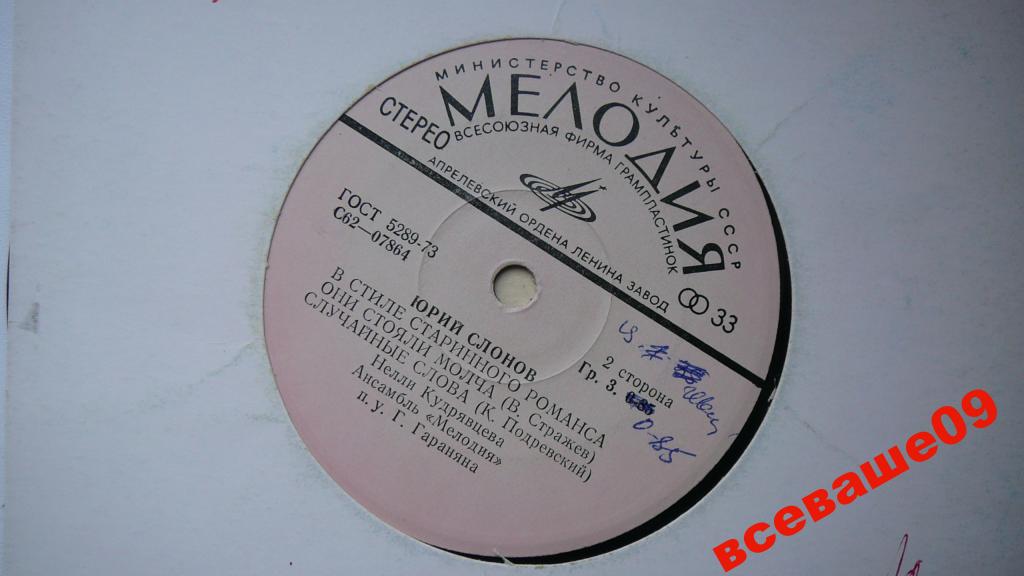 МИНИСТЕРСТВО КУЛЬТУРЫ СССР
МЕЛОДИЯ
ВСЕСОЮЗНАЯ ФИРМА ГРАМПЛАСТИНОК
СТЕРЕО
33
АПРЕЛЕВСКИЙ ОРДЕНА ЛЕНИНА ЗАВОД
ГОСТ 5289-73
С62—07864
2 сторона
Гр. 3.
0-85
ЮРИЙ СЛОНОВ
В СТИЛЕ СТАРИННОГО РОМАНСА
ОНИ СТОЯЛИ МОЛЧА (В. Стражев)
СЛУЧАЙНЫЕ СЛОВА (К. Подревский)
Нелли Кудрявцева
Ансамбль «Мелодия»
п. у. Г. Гараняна
всеваше09